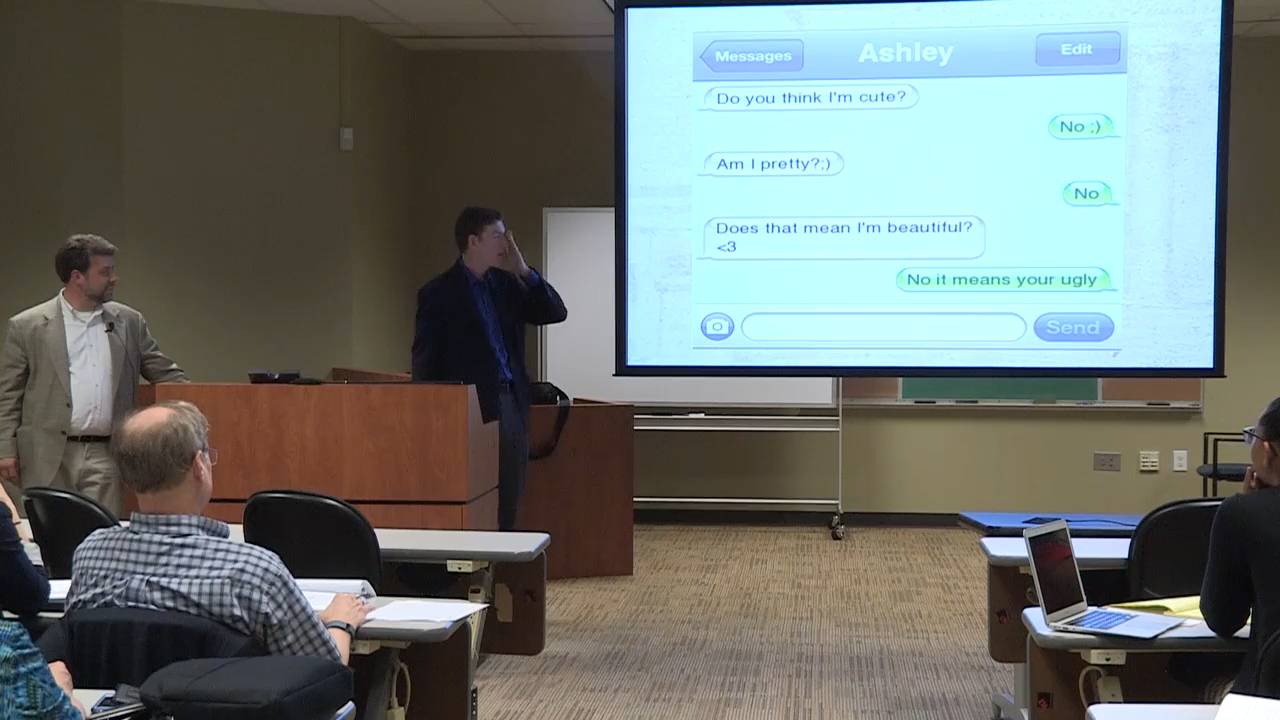 Messages Ashley Edit
Do you think I'm cute?
No ;)
Am I pretty?;)
No
Does that mean I'm beautiful?
<3
No it means your ugly
Send